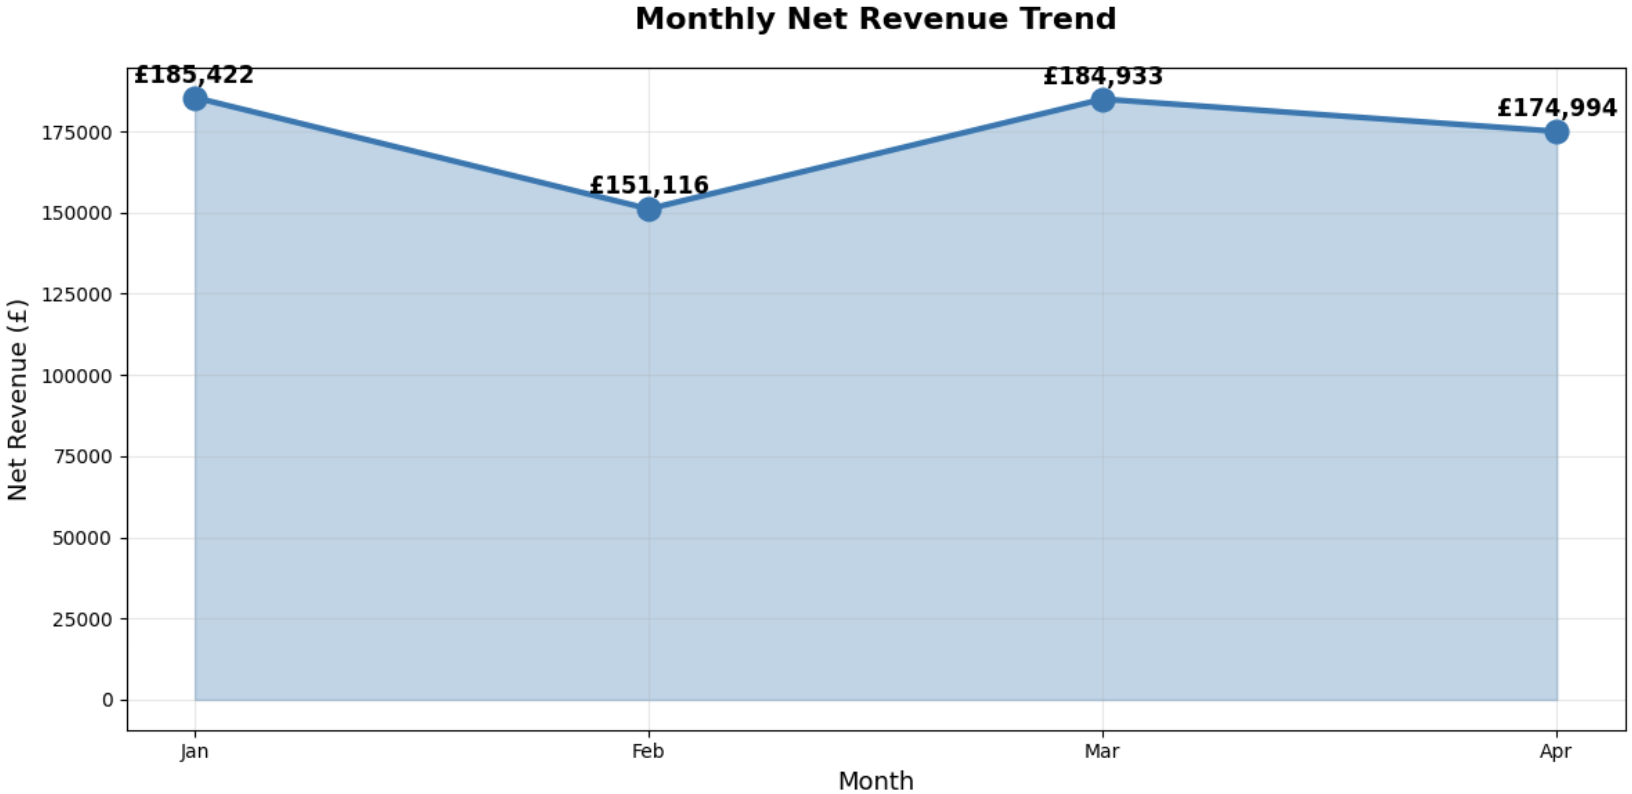 Monthly Net Revenue Trend
£185,422
£184,933
£174,994
£151,116
175000
150000
125000
100000
75000
50000
25000
0
Net Revenue (£)
Jan
Feb
Mar
Apr
Month